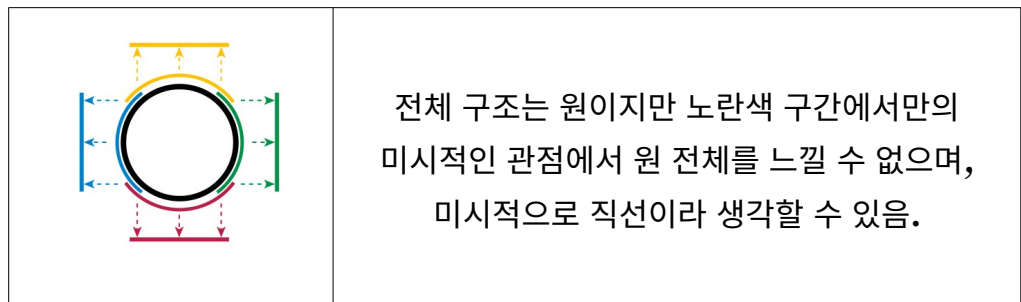 전체 구조는 원이지만 노란색 구간에서만의
미시적인 관점에서 원 전체를 느낄 수 없으며,
미시적으로 직선이라 생각할 수 있음.